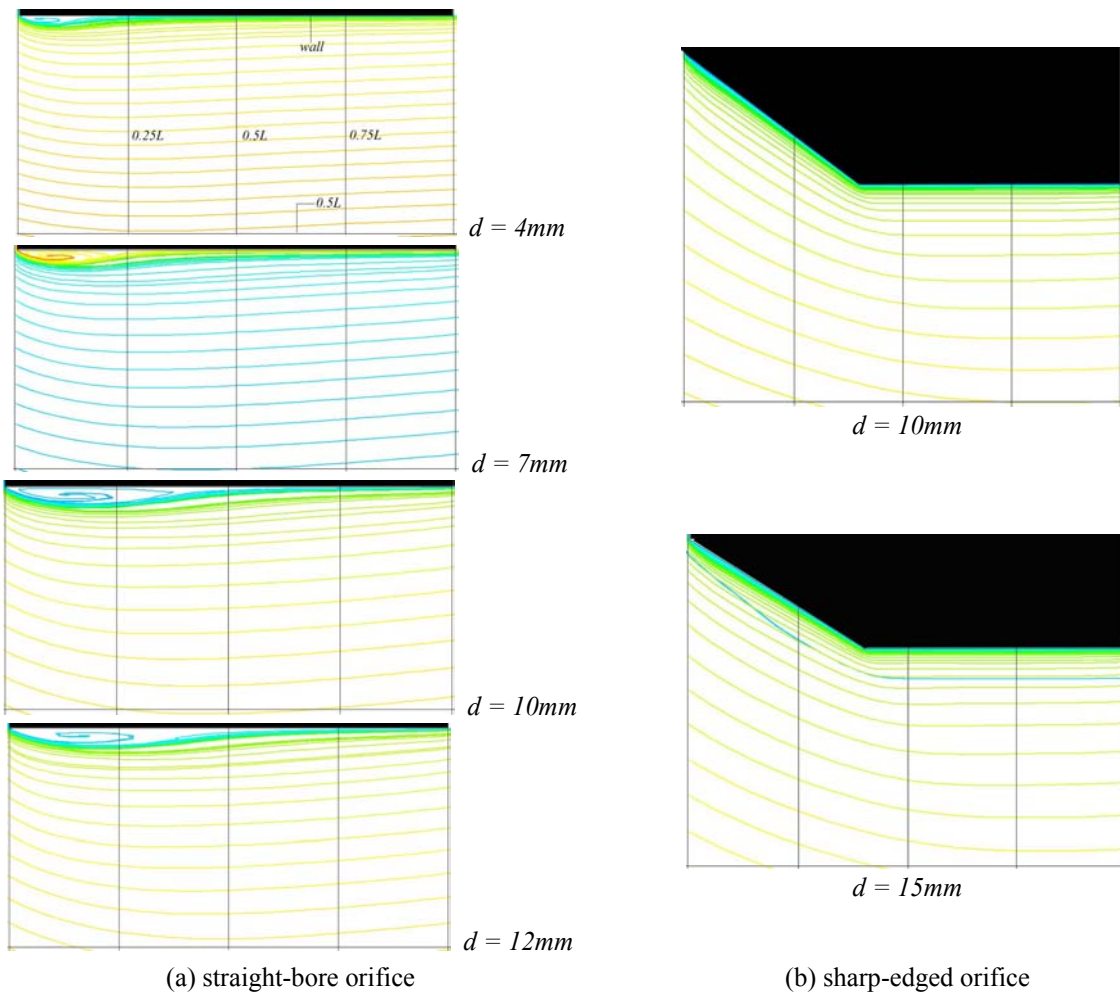 wall
0.25L
0.5L
0.75L
0.5L
d = 4mm
d = 7mm
d = 10mm
d = 12mm
(a) straight-bore orifice
d = 10mm
d = 15mm
(b) sharp-edged orifice